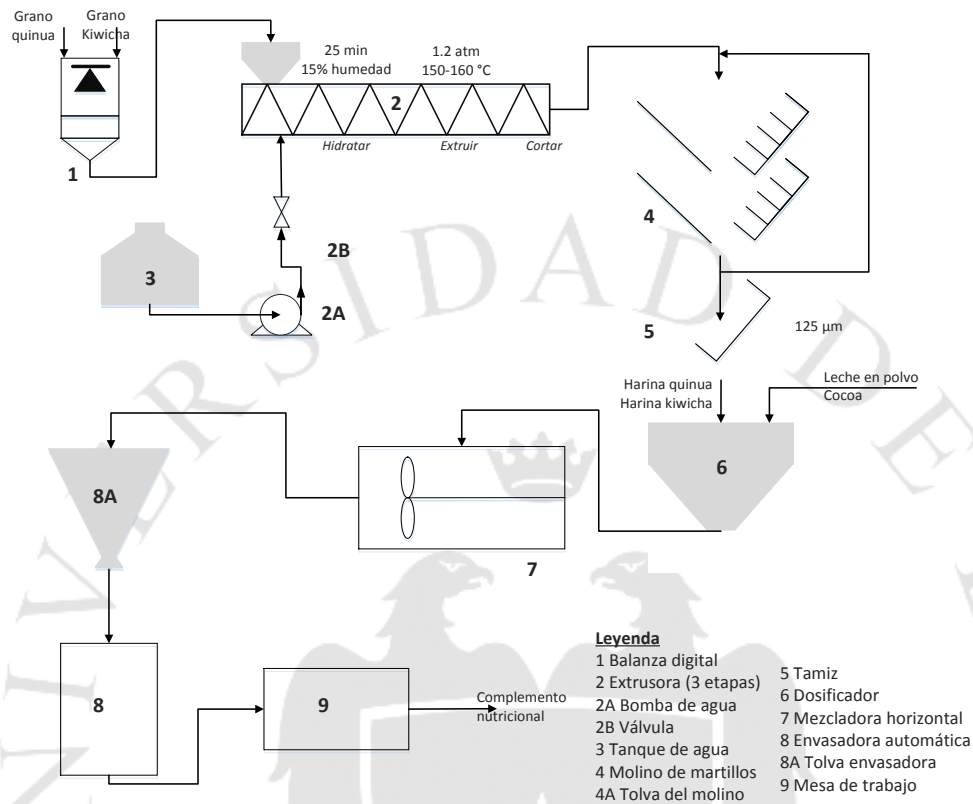 Grano
quinua
Grano
Kiwicha
25 min
15% humedad
1.2 atm
150-160 °C
2
Hidratar
Extruir
Cortar
1
4
2B
3
2A
5
125 µm
Harina quinua
Harina kiwicha
Leche en polvo
Cocoa
6
8A
7
8
9
Complemento
nutricional
Leyenda
1 Balanza digital
2 Extrusora (3 etapas)
2A Bomba de agua
2B Válvula
3 Tanque de agua
4 Molino de martillos
4A Tolva del molino
5 Tamiz
6 Dosificador
7 Mezcladora horizontal
8 Envasadora automática
8A Tolva envasadora
9 Mesa de trabajo
UNIVERSIDAD DE